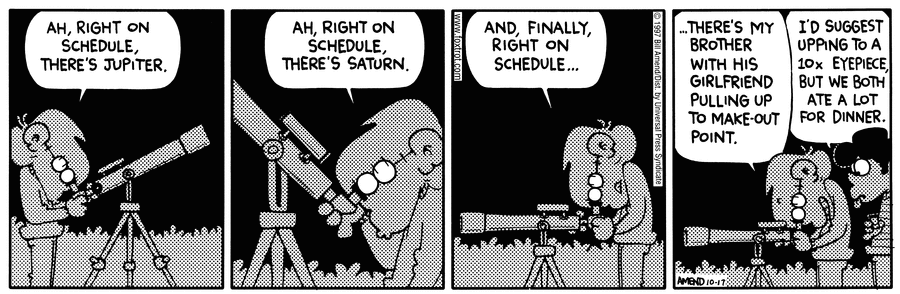 AH, RIGHT ON
SCHEDULE,
THERE'S JUPITER.
AH, RIGHT ON
SCHEDULE,
THERE'S SATURN.
www.foxtrot.com
AND, FINALLY,
RIGHT ON
SCHEDULE...
© 1997 Bill Amend/Dist. by Universal Press Syndicate
...THERE'S MY
BROTHER
WITH HIS
GIRLFRIEND
PULLING UP
TO MAKE-OUT
POINT.
I'D SUGGEST
UPPING TO A
10x EYEPIECE,
BUT WE BOTH
ATE A LOT
FOR DINNER.
AMEND 10-17